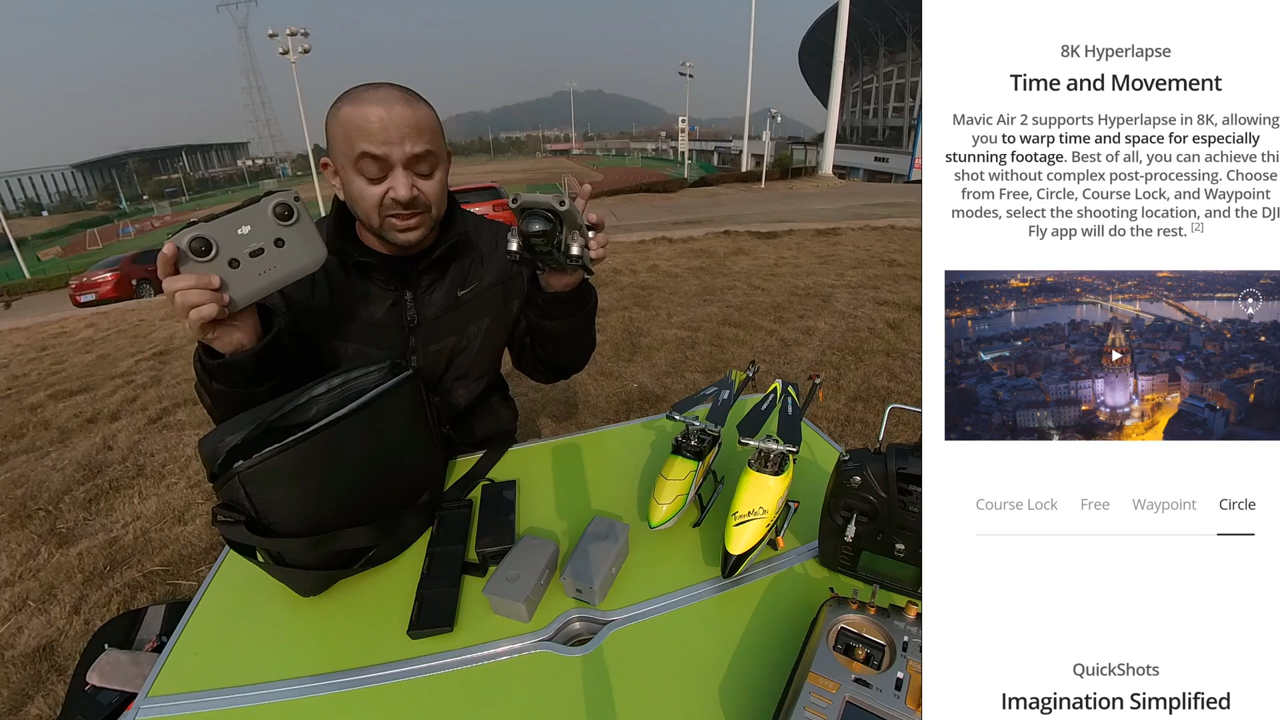 dji
8K Hyperlapse
Time and Movement
Mavic Air 2 supports Hyperlapse in 8K, allowing
you to warp time and space for especially
stunning footage. Best of all, you can achieve thi
shot without complex post-processing. Choose
from Free, Circle, Course Lock, and Waypoint
modes, select the shooting location, and the DJI
Fly app will do the rest. [2]
Course Lock Free Waypoint Circle
QuickShots
Imagination Simplified